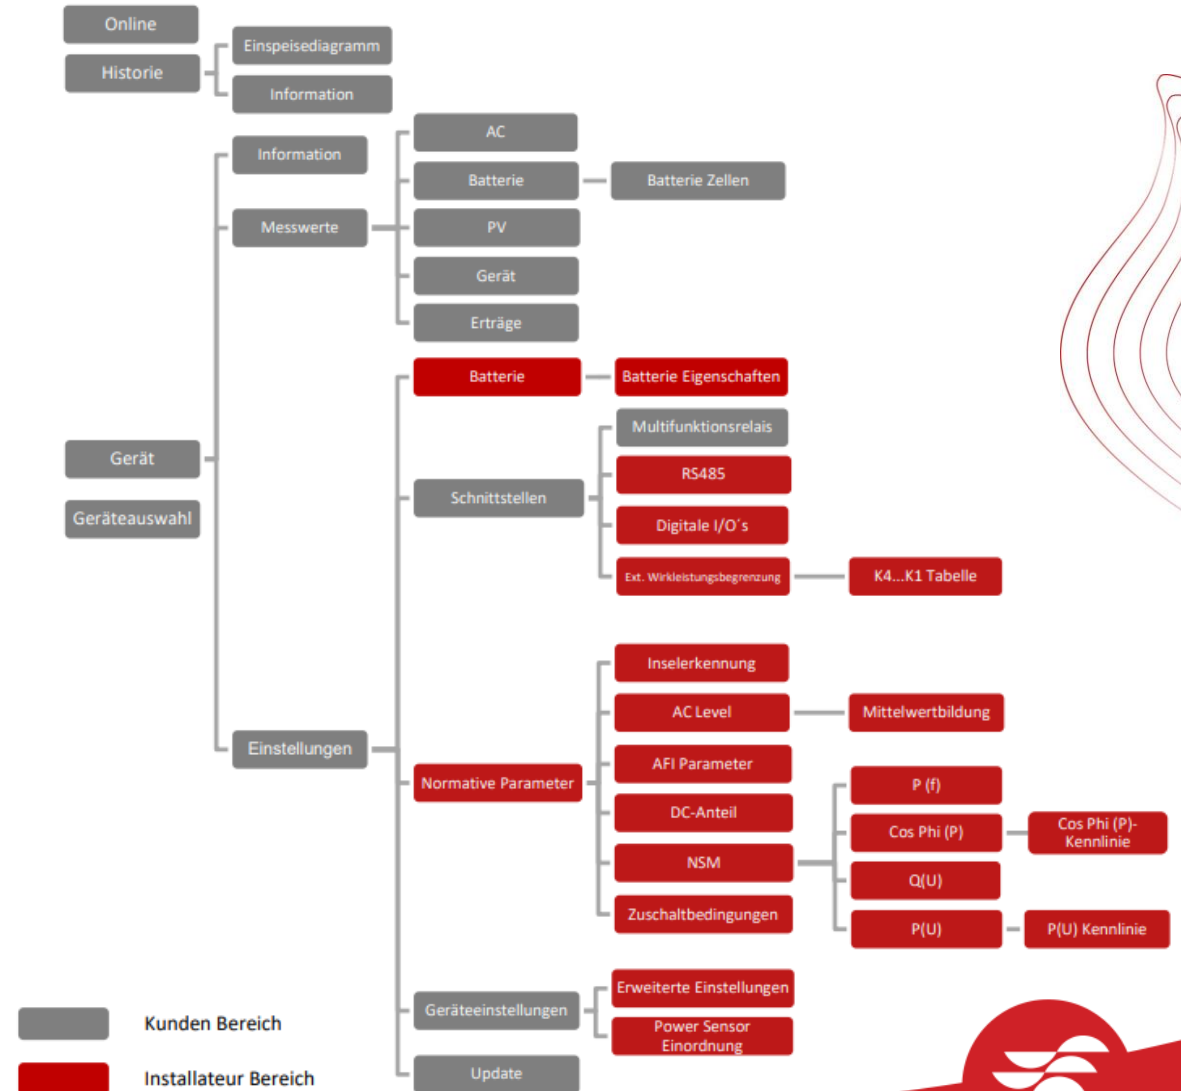 Online
Historie
Einspeisediagramm
Information
Information
Messwerte
AC
Batterie
Batterie Zellen
PV
Gerät
Erträge
Batterie
Batterie Eigenschaften
Gerät
Geräteauswahl
Schnittstellen
Multifunktionsrelais
RS485
Digitale I/O´s
Ext. Wirkleistungsbegrenzung
K4...K1 Tabelle
Einstellungen
Normative Parameter
Inselerkennung
AC Level
Mittelwertbildung
AFI Parameter
DC-Anteil
NSM
P (f)
Cos Phi (P)
Cos Phi (P)-
Kennlinie
Q(U)
P(U)
P(U) Kennlinie
Zuschaltbedingungen
Geräteeinstellungen
Erweiterte Einstellungen
Power Sensor
Einordnung
Update
Kunden Bereich
Installateur Bereich